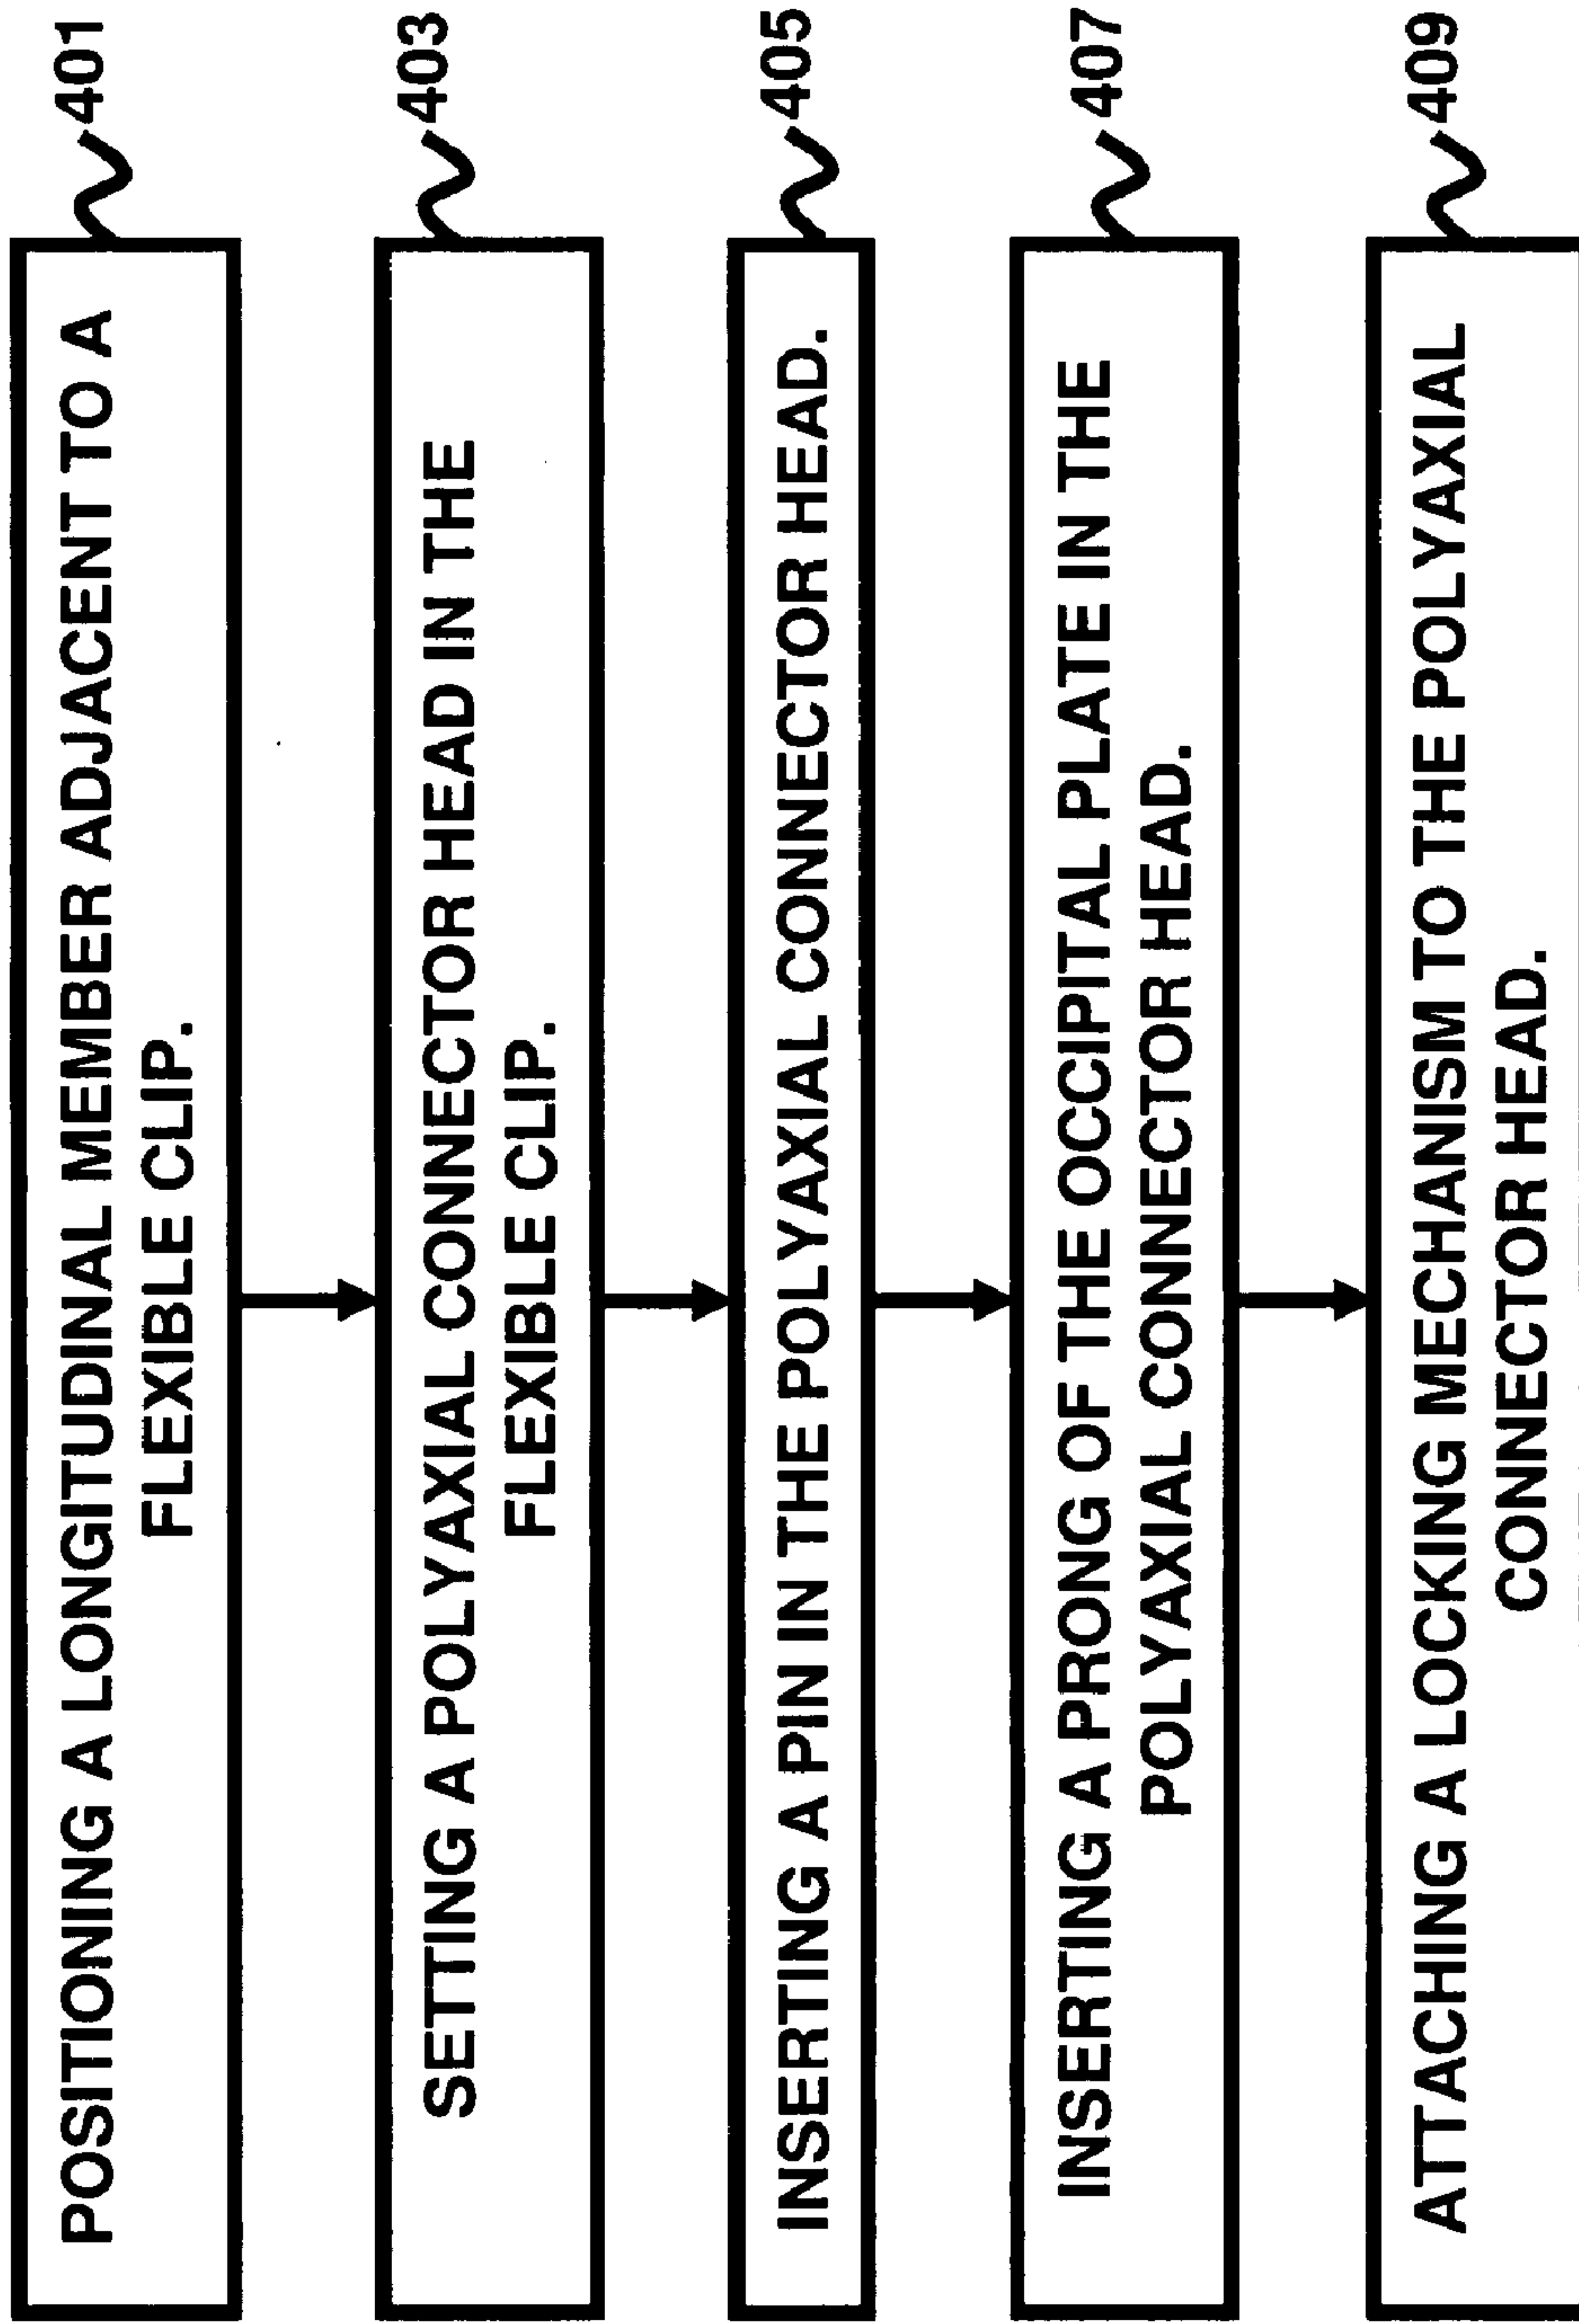 POSITIONING A LONGITUDINAL MEMBER ADJACENT TO A
FLEXIBLE CLIP.
401
SETTING A POLYAXIAL CONNECTOR HEAD IN THE
FLEXIBLE CLIP.
403
INSERTING A PIN IN THE POLYAXIAL CONNECTOR HEAD.
405
INSERTING A PRONG OF THE OCCIPITAL PLATE IN THE
POLYAXIAL CONNECTOR HEAD.
407
ATTACHING A LOCKING MECHANISM TO THE POLYAXIAL
CONNECTOR HEAD.
409